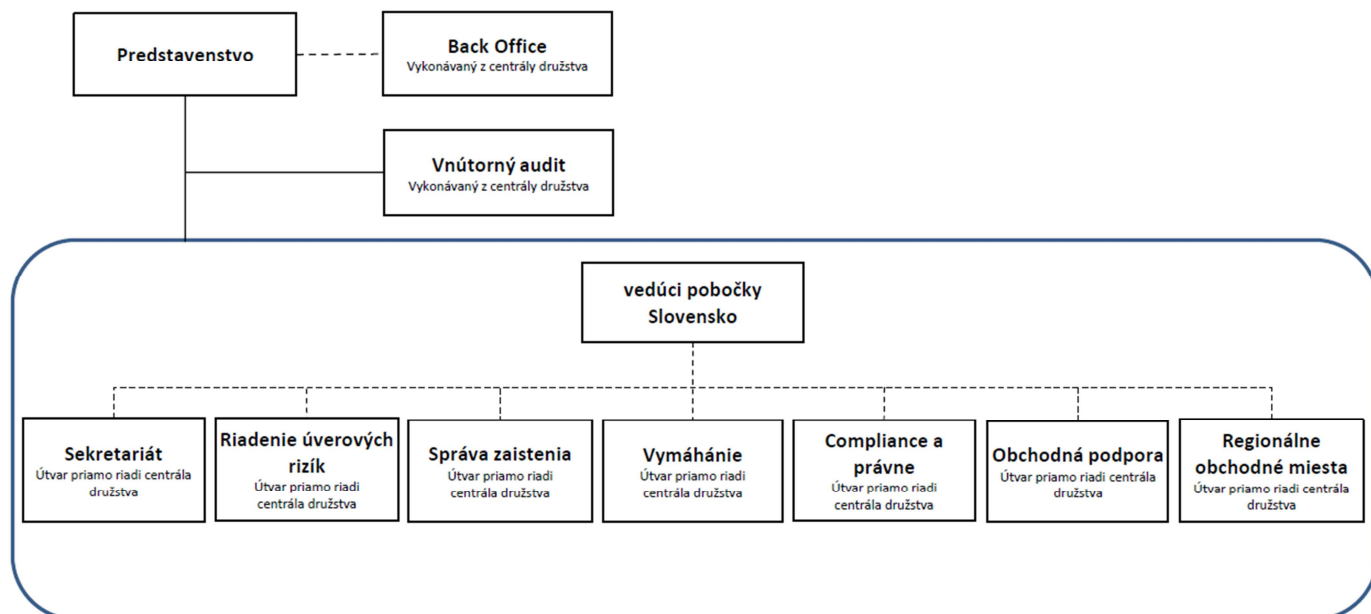 Predstavenstvo
Back Office
Vykonávaný z centrály družstva
Vnútorný audit
Vykonávaný z centrály družstva
vedúci pobočky
Slovensko
Sekretariát
Útvar priamo riadi centrála
družstva
Riadenie úverových
rizík
Útvar priamo riadi
centrála družstva
Správa zaistenia
Útvar priamo riadi
centrála družstva
Vymáhánie
Útvar priamo riadi
centrála družstva
Compliance a
právne
Útvar priamo riadi
centrála družstva
Obchodná podpora
Útvar priamo riadi centrála
družstva
Regionálne
obchodné miesta
Útvar priamo riadi centrála
družstva